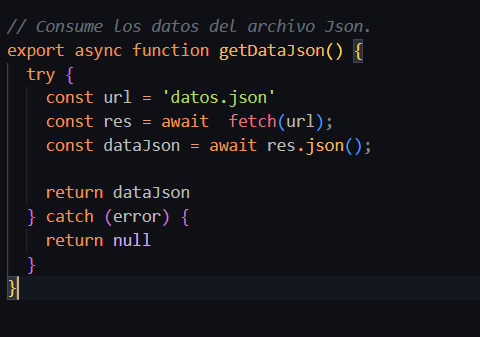 // Consume los datos del archivo Json.
export async function getDataJson() {
  try {
    const url = 'datos.json'
    const res = await  fetch(url);
    const dataJson = await res.json();

    return dataJson
  } catch (error) {
    return null
  }
}